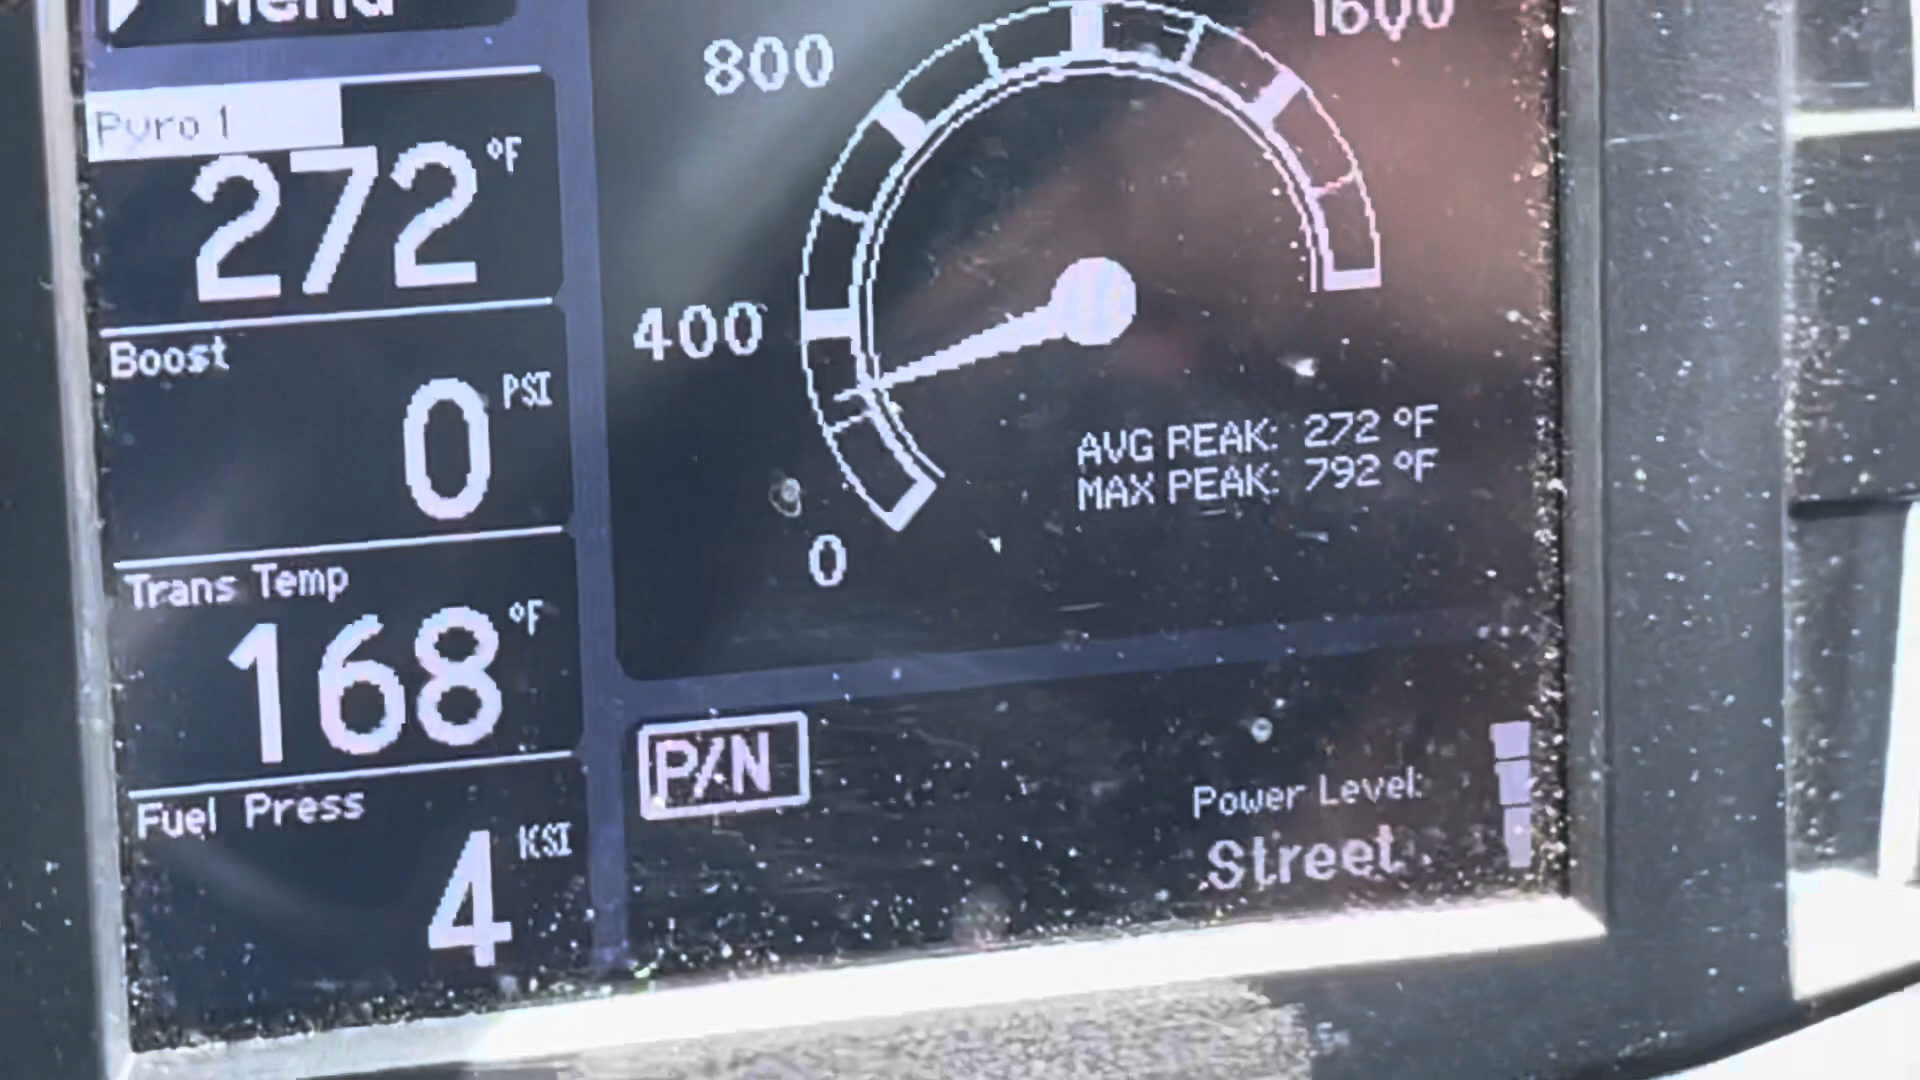 Menu
Pyro 1
272 °F
Boost
0 PSI
Trans Temp
168 °F
Fuel Press
4 KSI
1600
800
400
0
AVG PEAK: 272 °F
MAX PEAK: 792 °F
P/N
Power Level:
Street